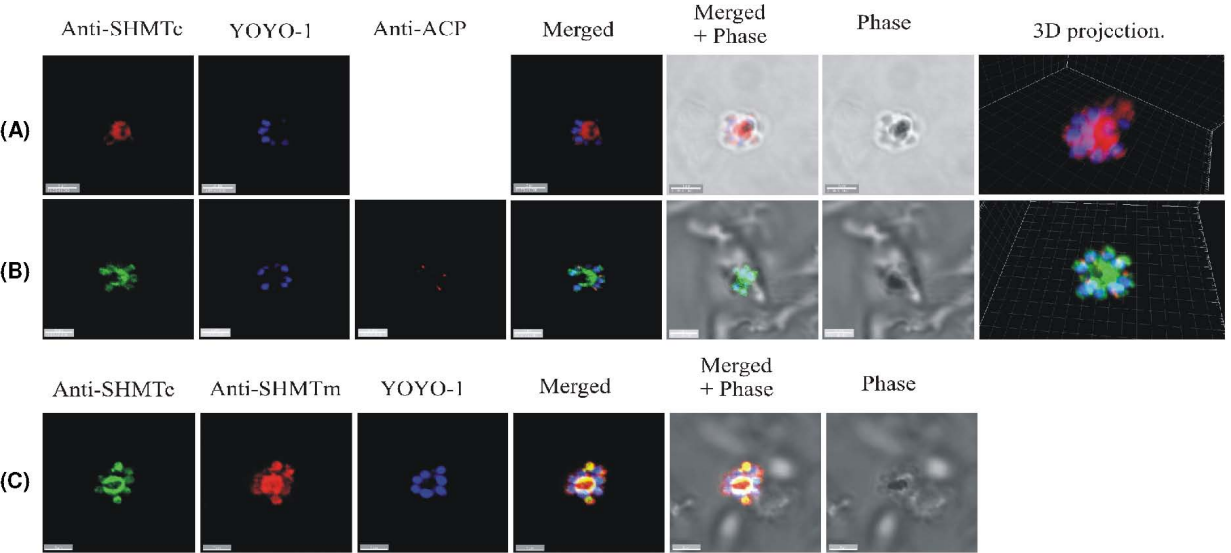 Anti-SHMTc YOYO-1 Anti-ACP Merged Merged + Phase Phase 3D projection.
(A)
(B)
Anti-SHMTc Anti-SHMTm YOYO-1 Merged Merged + Phase Phase
(C)